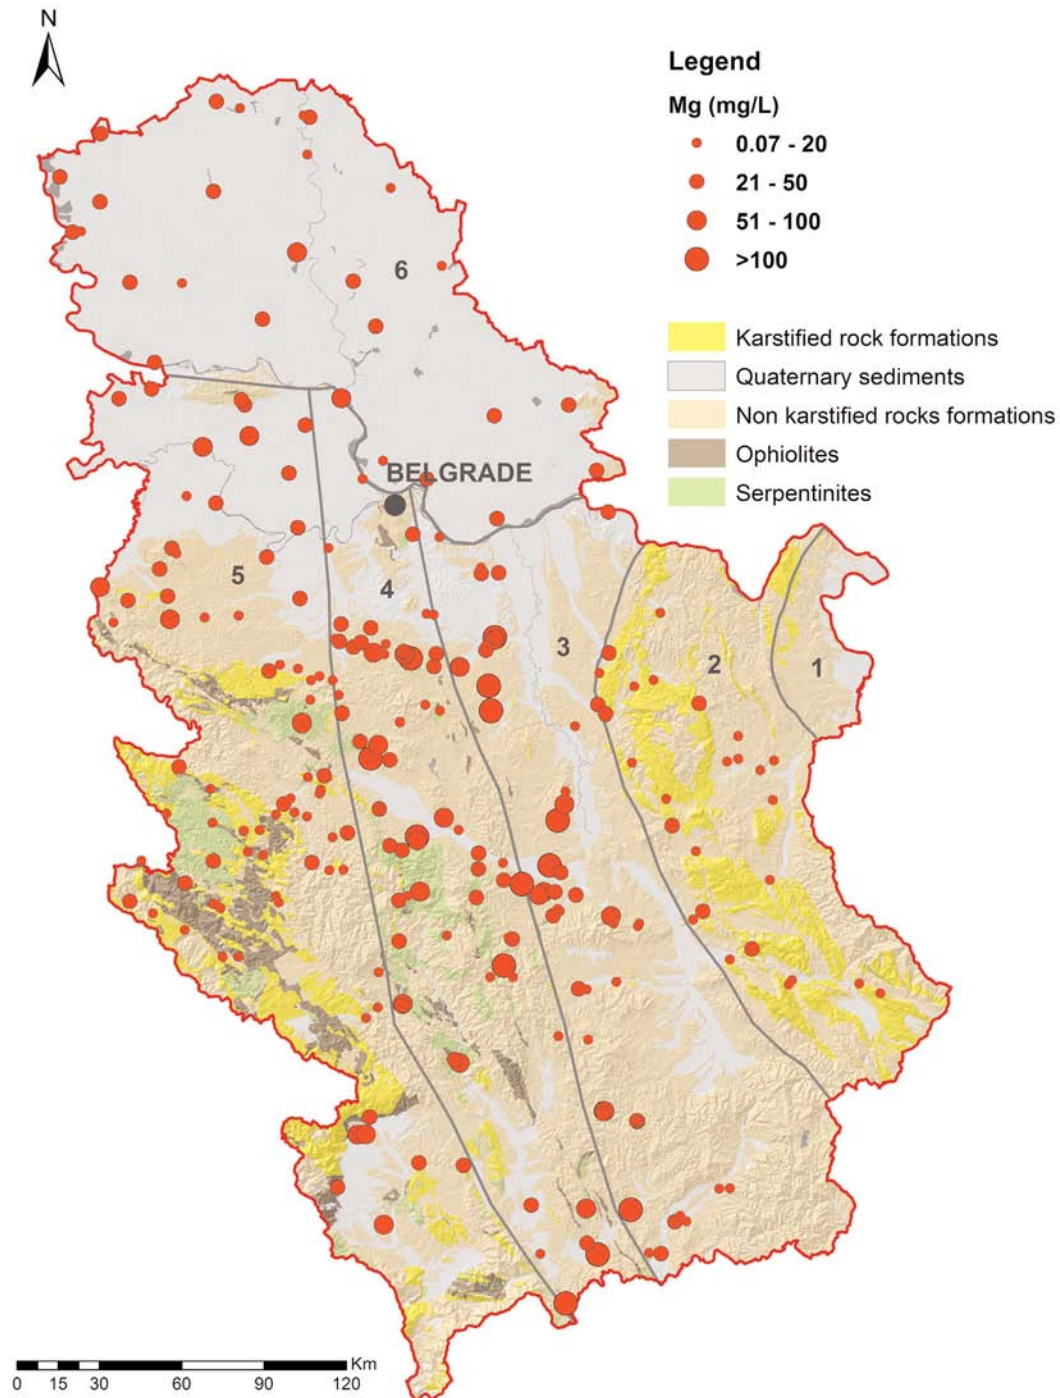 N
Legend
Mg (mg/L)
0.07 - 20
21 - 50
51 - 100
>100
Karstified rock formations
Quaternary sediments
Non karstified rocks formations
Ophiolites
Serpentinites
6
BELGRADE
5
4
3
2
1
Km
0 15 30 60 90 120